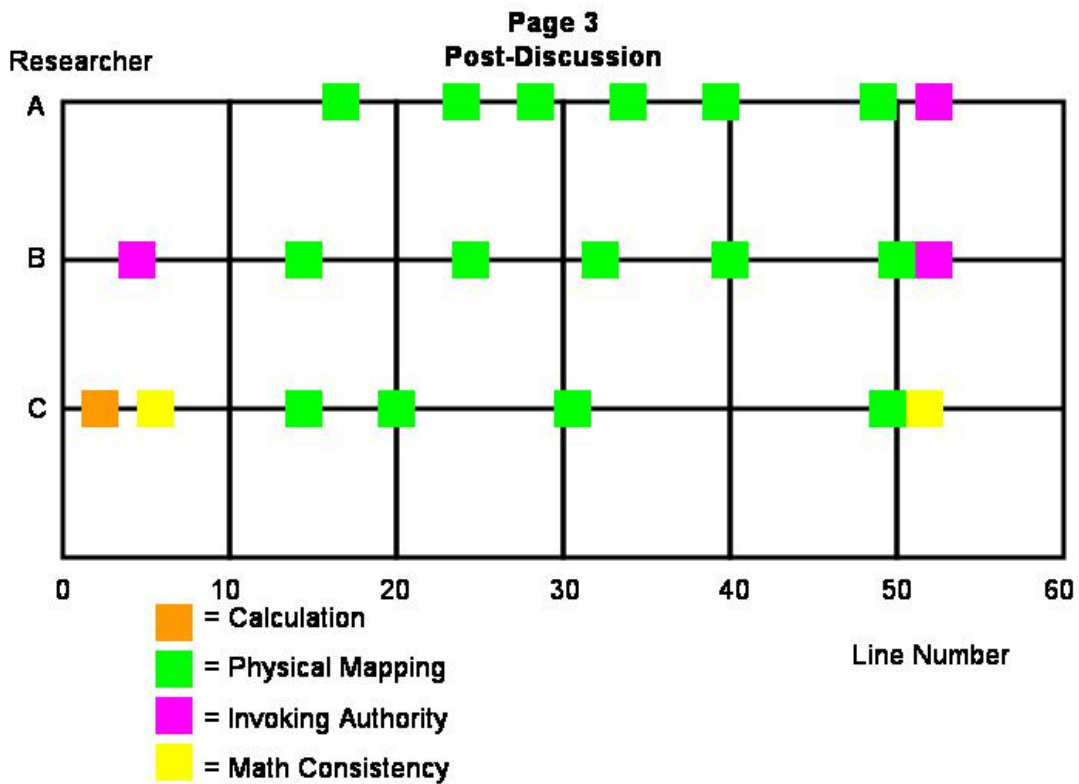 Page 3
Post-Discussion
Researcher
A
B
C
0 10 20 30 40 50 60
= Calculation
Line Number
= Physical Mapping
= Invoking Authority
= Math Consistency